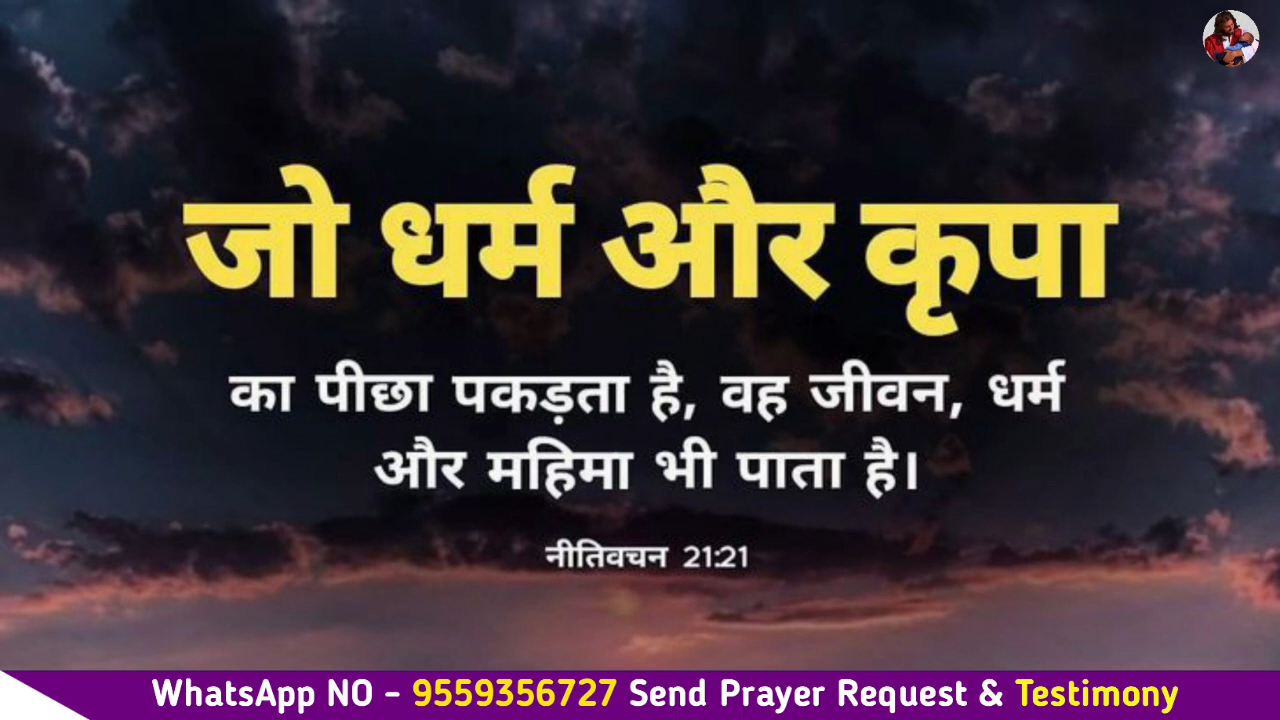 जो धर्म और कृपा
का पीछा पकड़ता है, वह जीवन, धर्म
और महिमा भी पाता है।
नीतिवचन 21:21
WhatsApp NO - 9559356727 Send Prayer Request & Testimony